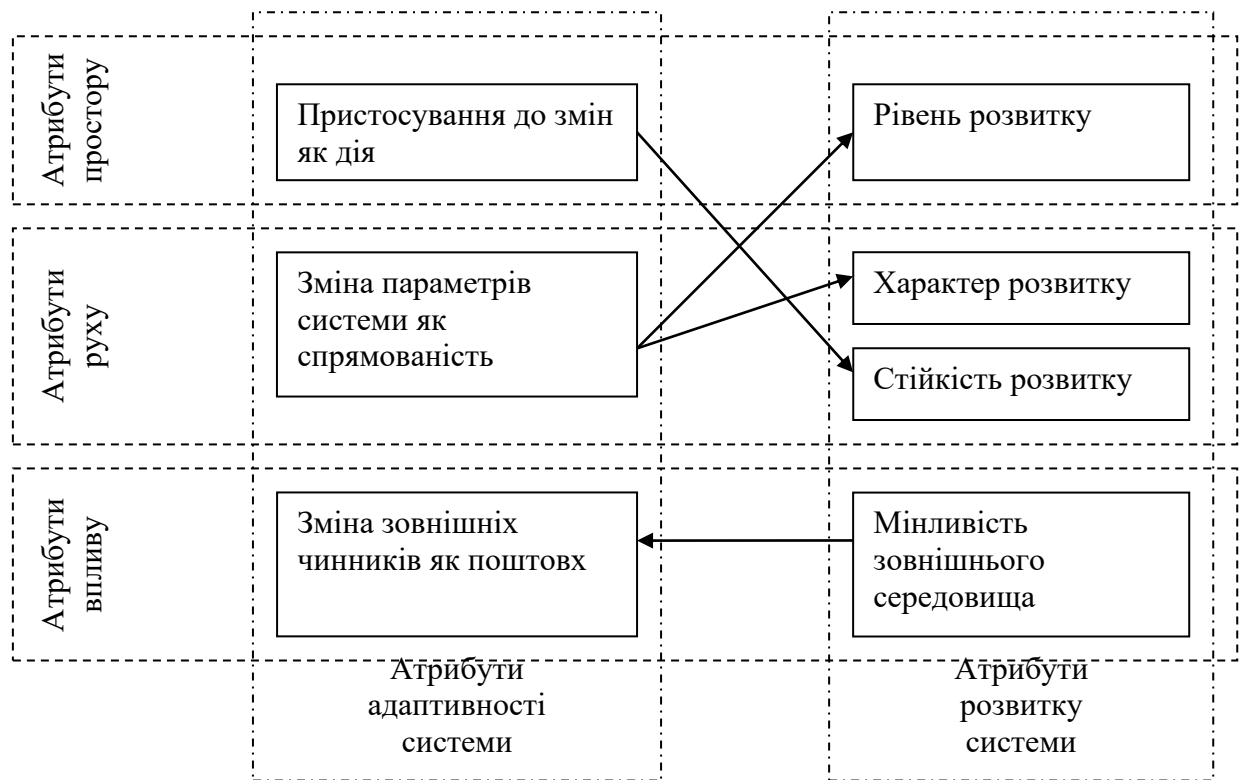 Атрибути
простору
Пристосування до змін
як дія
Рівень розвитку
Атрибути
руху
Зміна параметрів
системи як
спрямованість
Характер розвитку
Стійкість розвитку
Атрибути
впливу
Зміна зовнішніх
чинників як поштовх
Мінливість
зовнішнього
середовища
Атрибути
адаптивності
системи
Атрибути
розвитку
системи